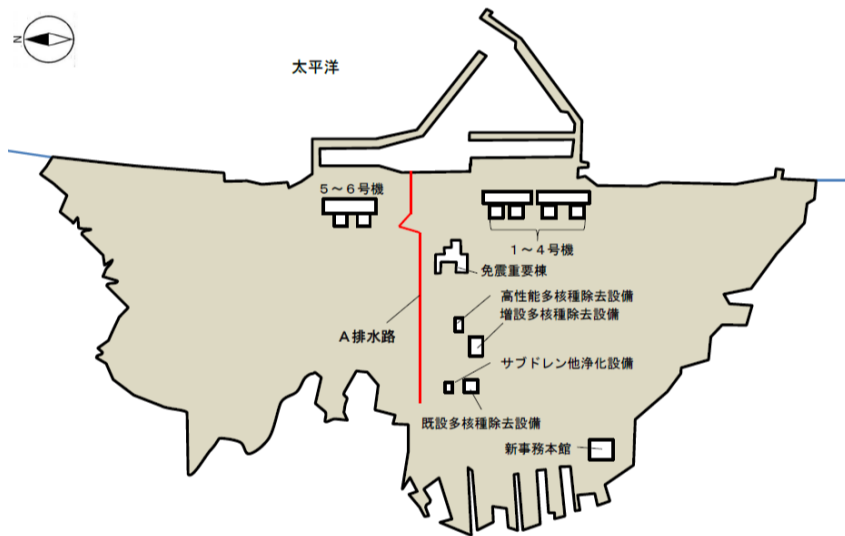 N
太平洋
5～6号機
1～4号機
免震重要棟
高性能多核種除去設備
増設多核種除去設備
A排水路
サブドレン他浄化設備
既設多核種除去設備
新事務本館